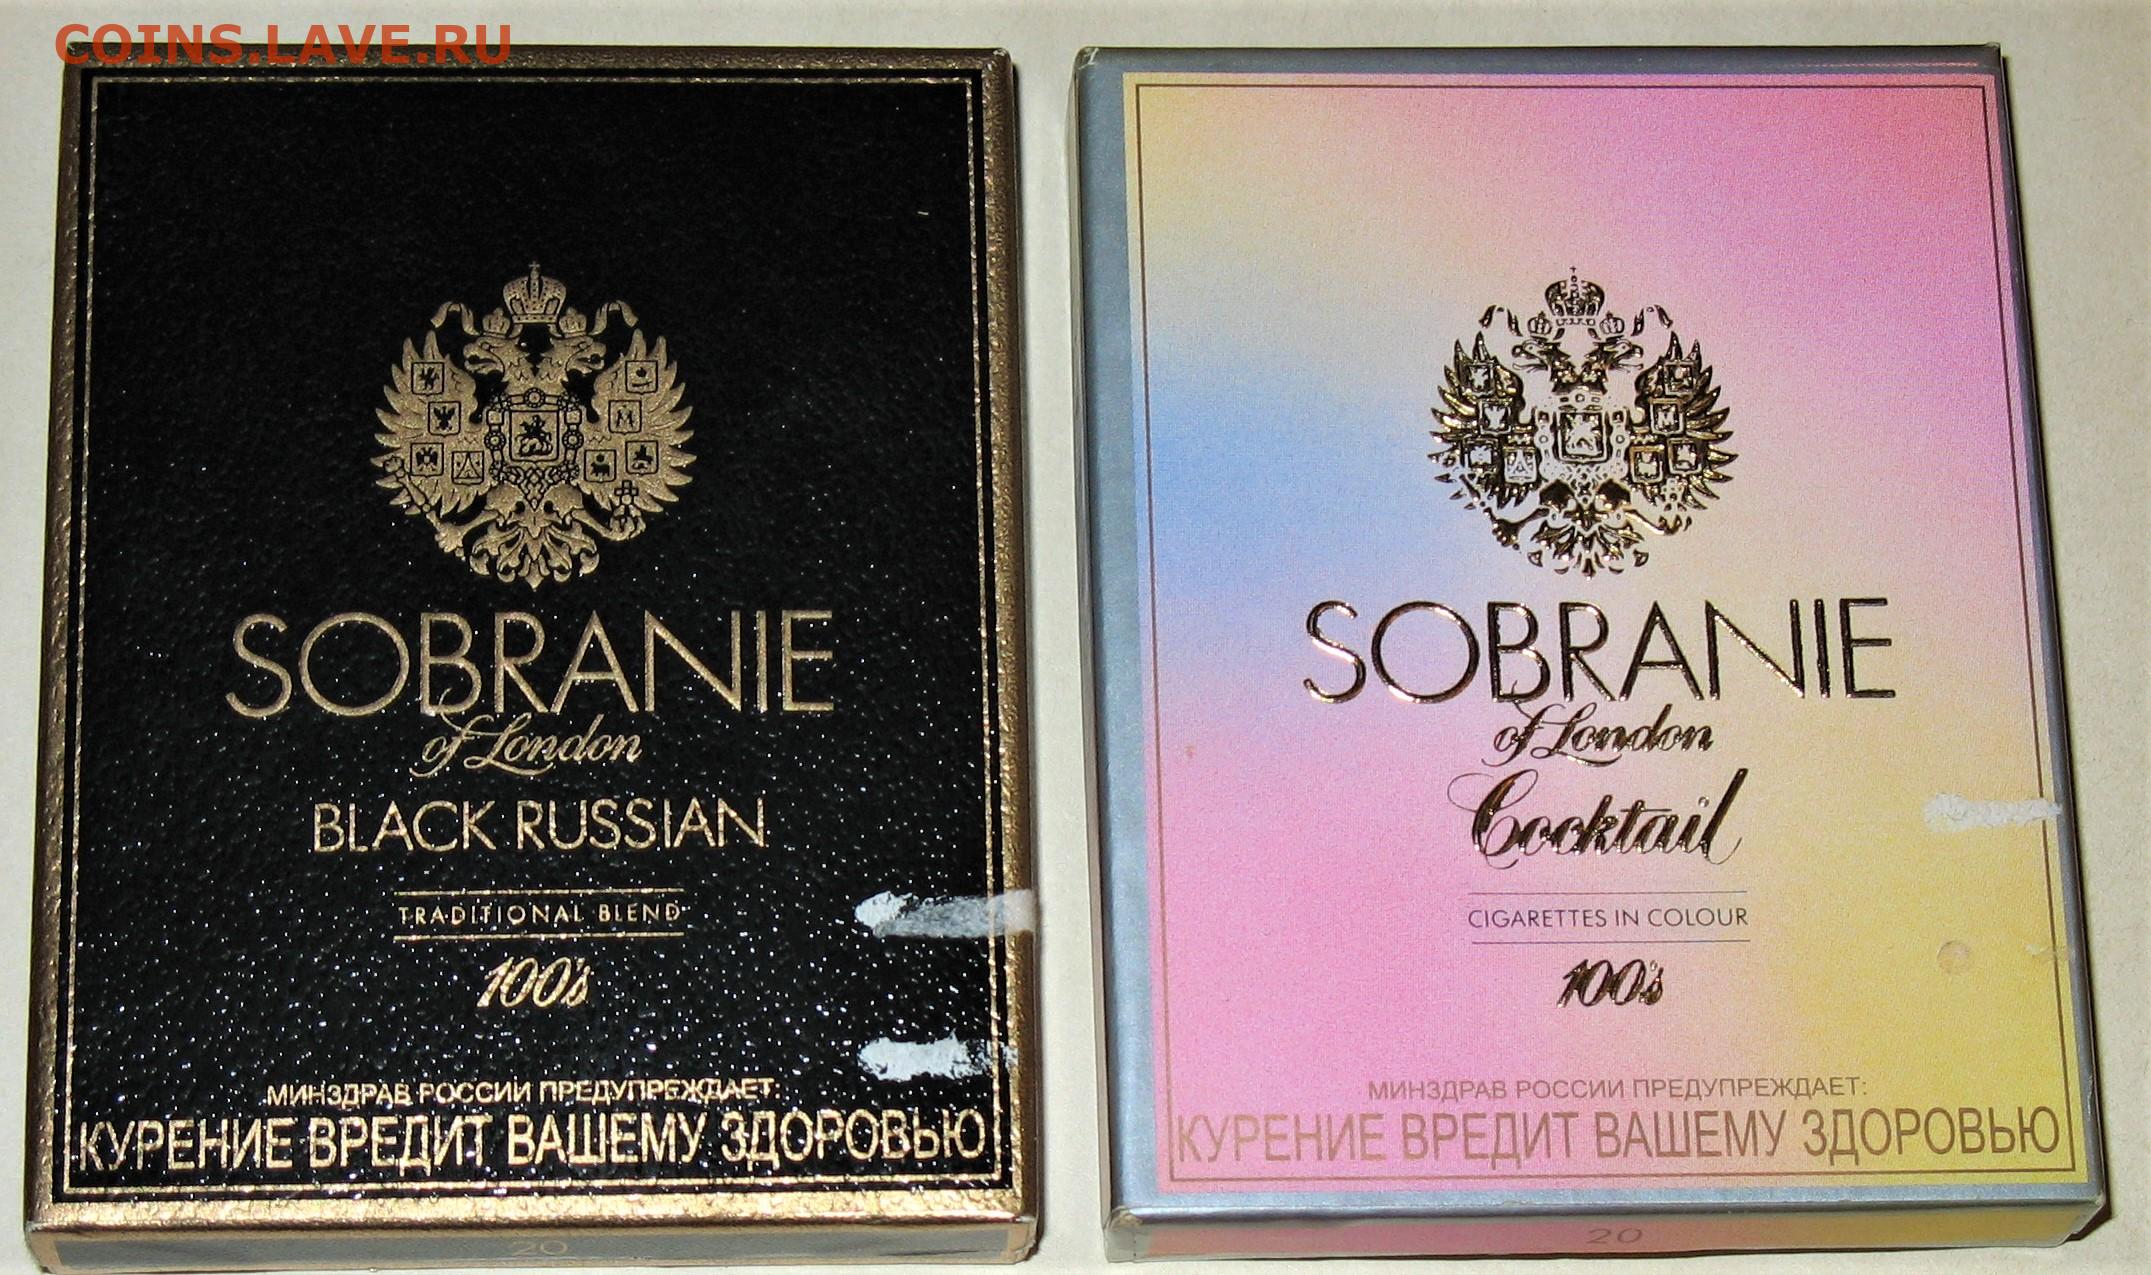 COINS.LAVE.RU
SOBRANIE
of London
BLACK RUSSIAN
TRADITIONAL BLEND
100's
МИНЗДРАВ РОССИИ ПРЕДУПРЕЖДАЕТ:
КУРЕНИЕ ВРЕДИТ ВАШЕМУ ЗДОРОВЬЮ
20
SOBRANIE
of London
Cocktail
CIGARETTES IN COLOUR
100's
МИНЗДРАВ РОССИИ ПРЕДУПРЕЖДАЕТ:
КУРЕНИЕ ВРЕДИТ ВАШЕМУ ЗДОРОВЬЮ
20